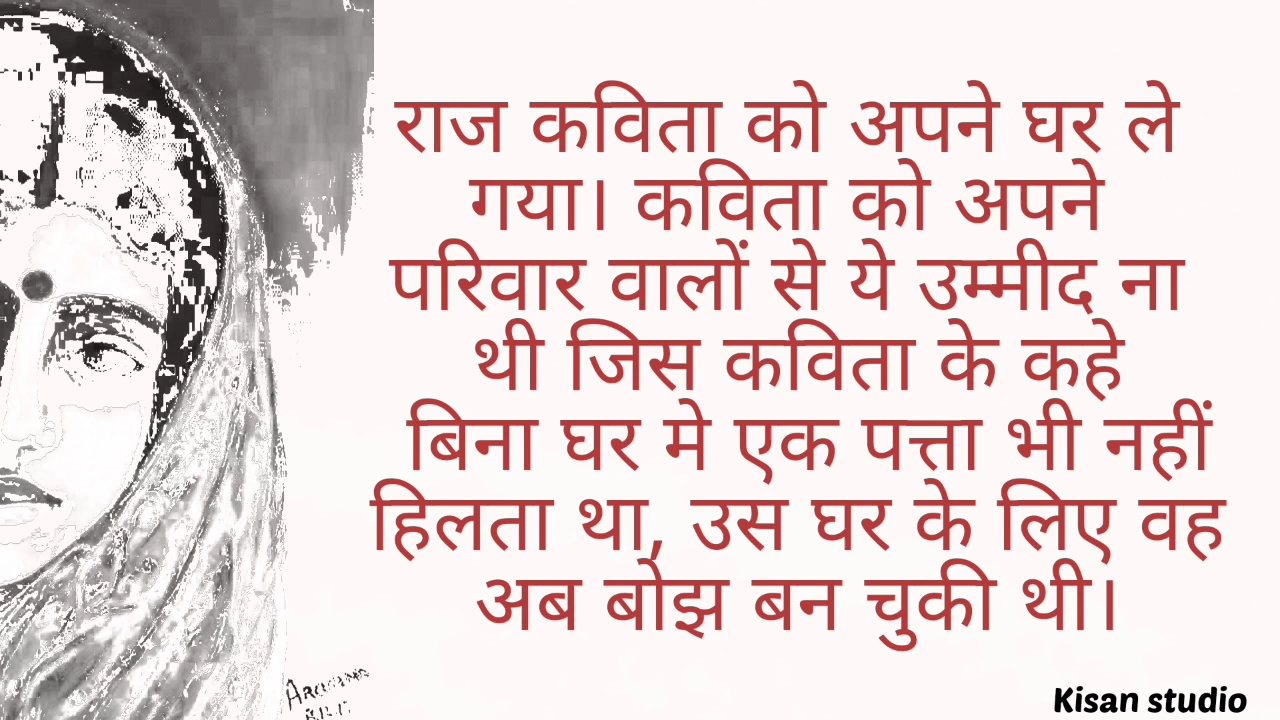 राज कविता को अपने घर ले
गया। कविता को अपने
परिवार वालों से ये उम्मीद ना
थी जिस कविता के कहे
बिना घर मे एक पत्ता भी नहीं
हिलता था, उस घर के लिए वह
अब बोझ बन चुकी थी।
Kisan studio